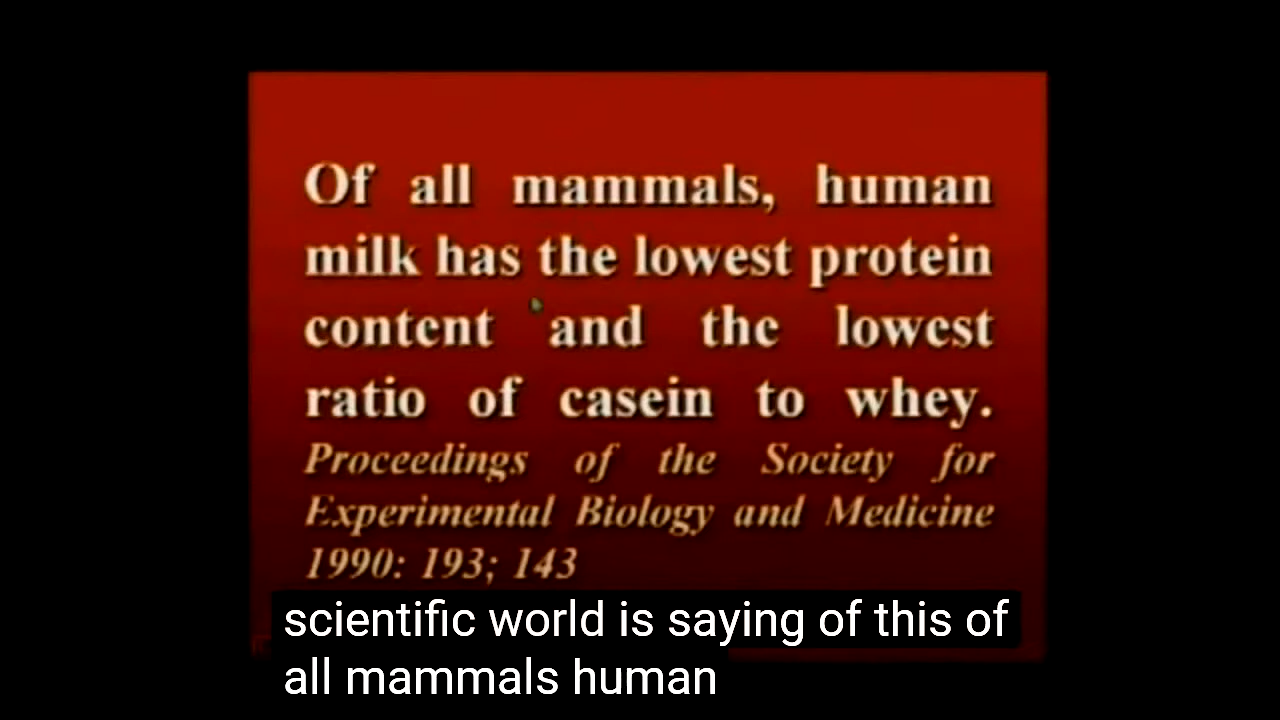 Of all mammals, human
milk has the lowest protein
content and the lowest
ratio of casein to whey.
Proceedings of the Society for
Experimental Biology and Medicine
1990: 193; 143
scientific world is saying of this of
all mammals human